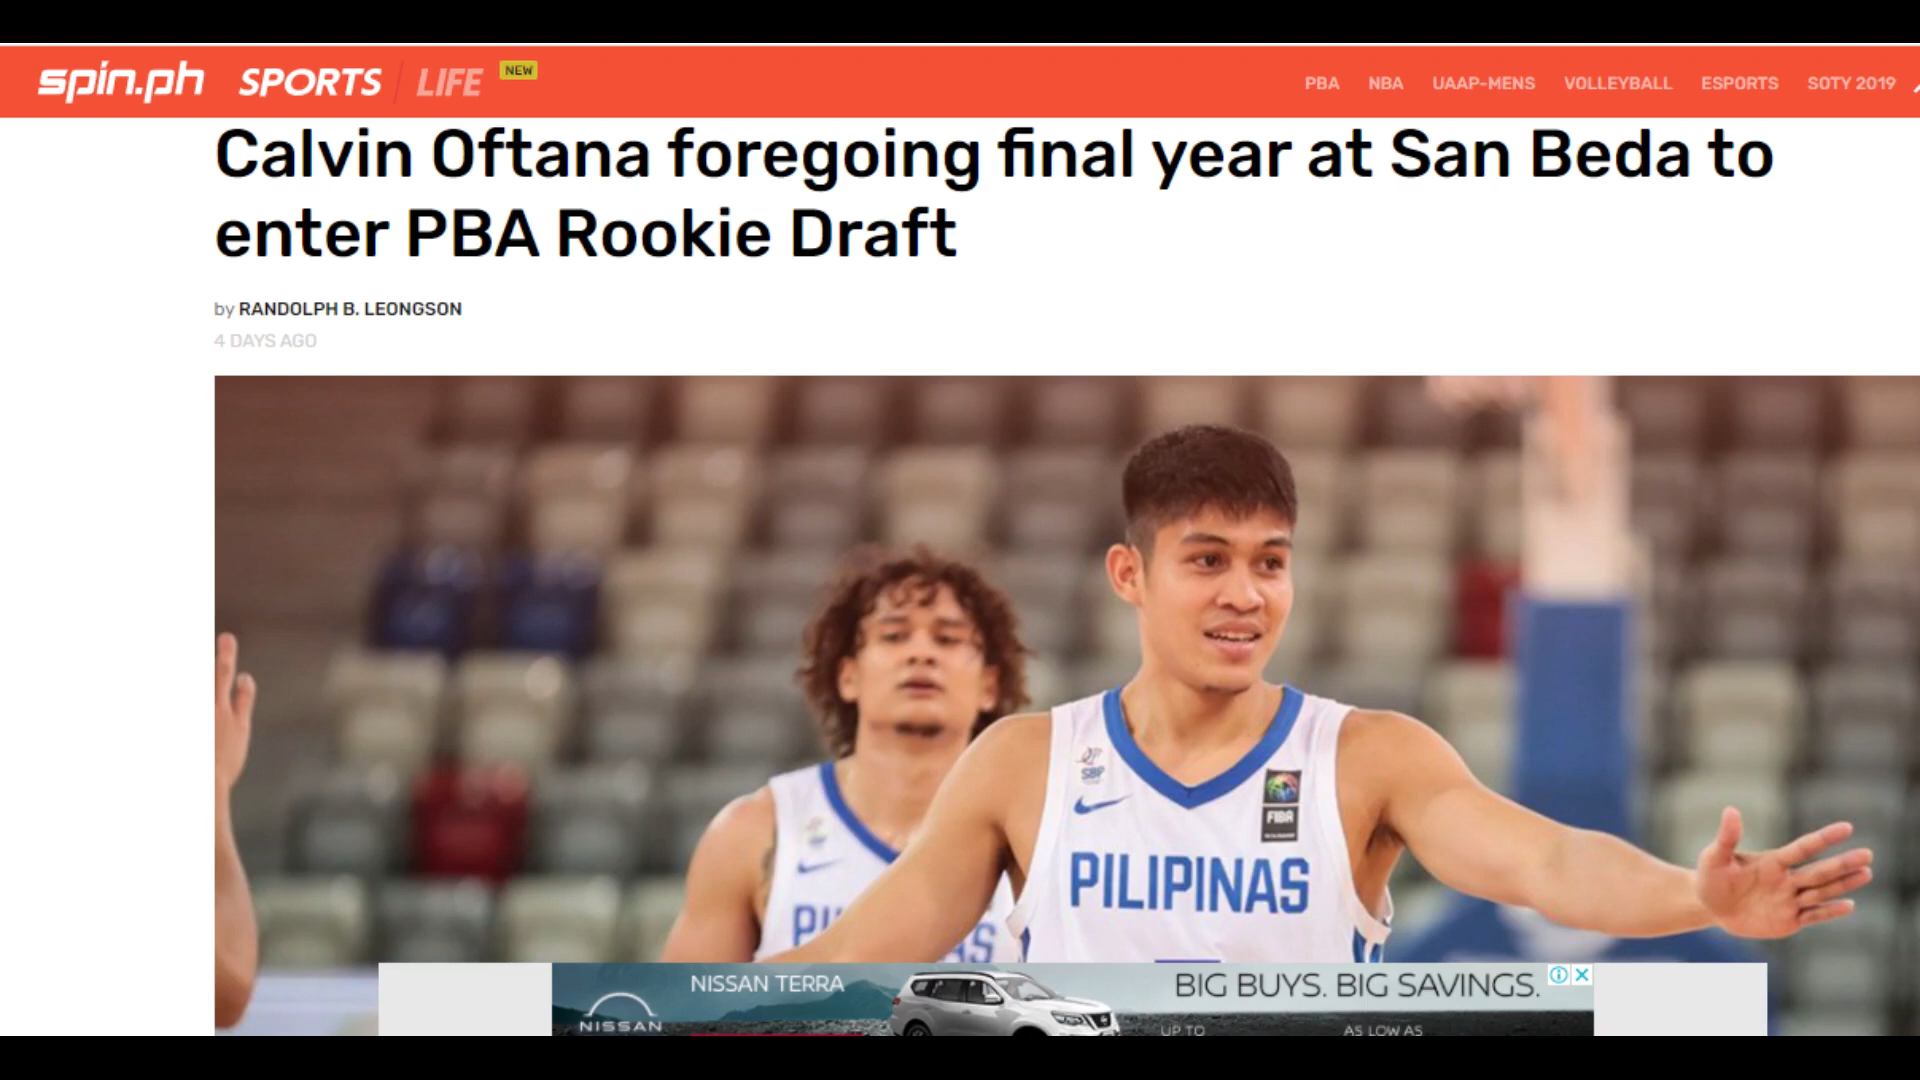 spin.ph SPORTS LIFE NEW
PBA NBA UAAP-MENS VOLLEYBALL ESPORTS SOTY 2019
Calvin Oftana foregoing final year at San Beda to
enter PBA Rookie Draft
by RANDOLPH B. LEONGSON
4 DAYS AGO
SBP
FIBA
PILIPINAS
NISSAN TERRA
BIG BUYS. BIG SAVINGS.
NISSAN
UP TO
AS LOW AS